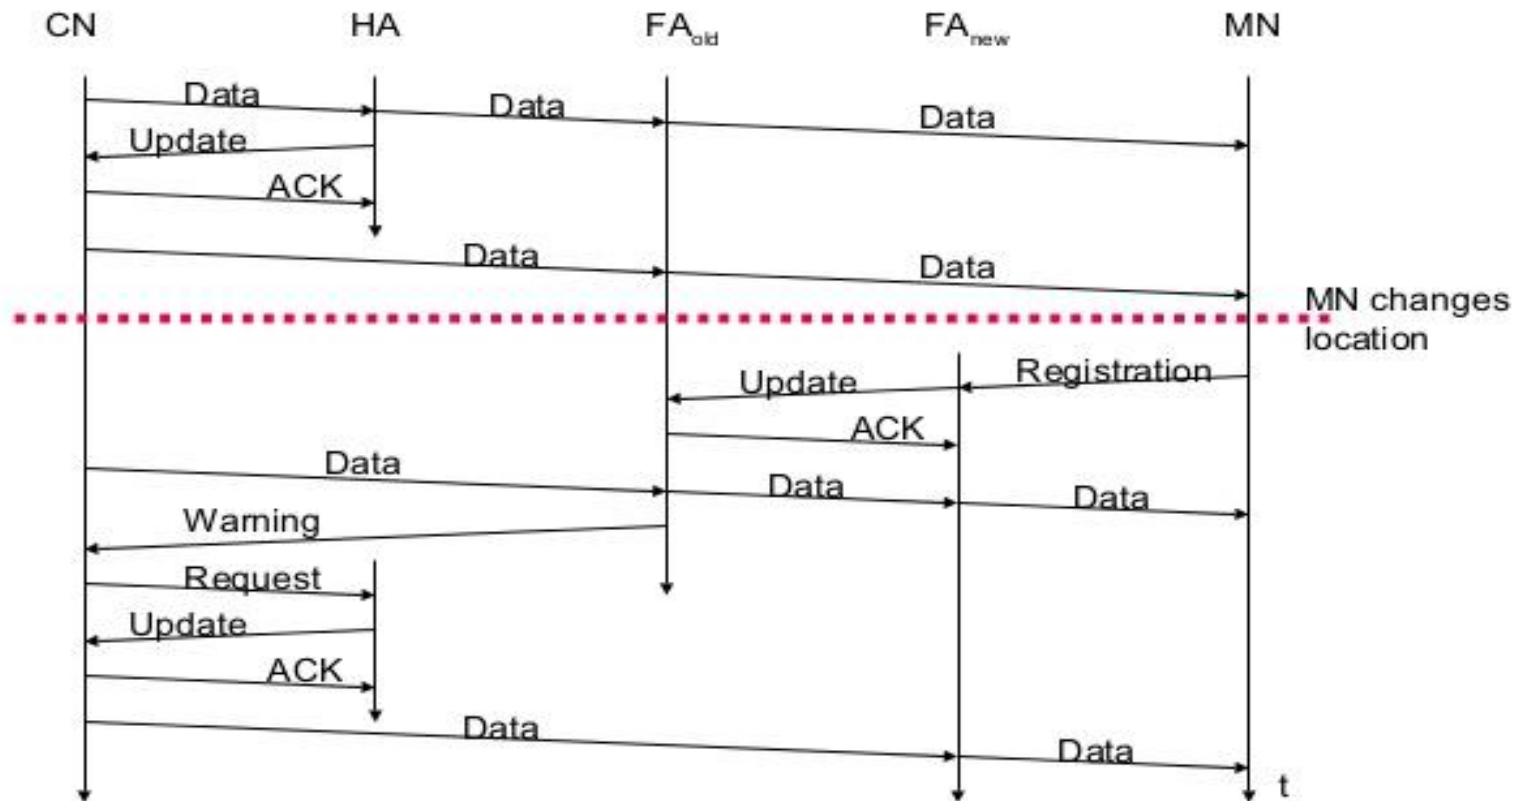 CN HA FAold FAnew MN
Data Data Data
Update
ACK
Data Data
MN changes
location
Update Registration
ACK
Data Data Data
Warning
Request
Update
ACK
Data Data
t